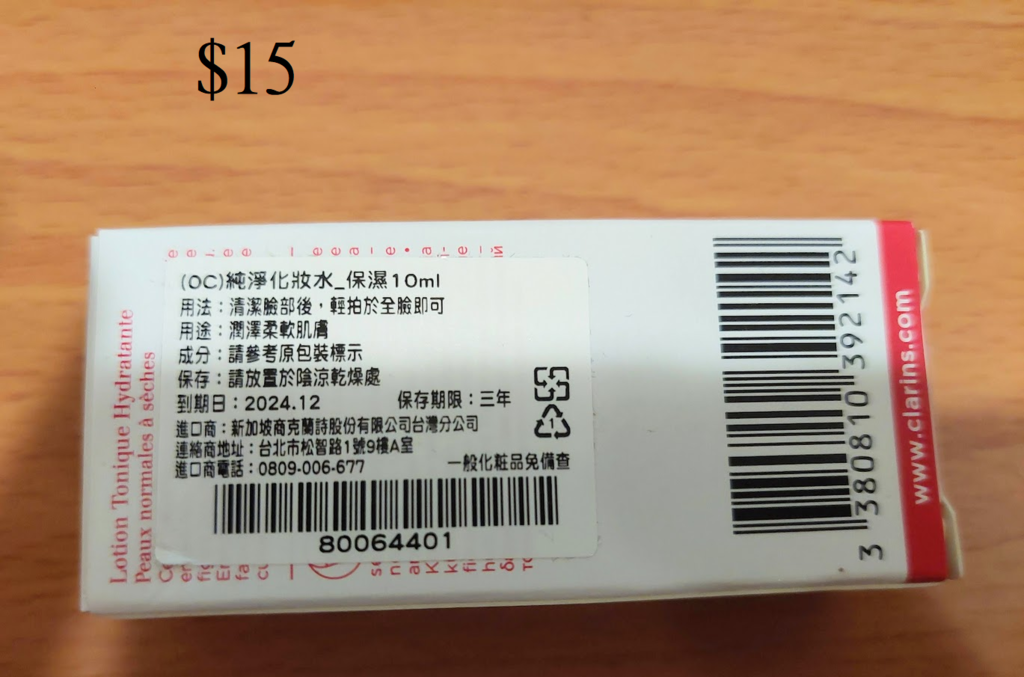 $15
(OC)純淨化妝水_保濕10ml
用法：清潔臉部後，輕拍於全臉即可
用途：潤澤柔軟肌膚
成分：請參考原包裝標示
保存：請放置於陰涼乾燥處
到期日：2024.12 保存期限：三年
進口商：新加坡商克蘭詩股份有限公司台灣分公司
連絡商地址：台北市松智路1號9樓A室
進口商電話：0809-006-677 一般化粧品免備查
80064401
Lotion Tonique Hydratante
Peaux normales à sèches
3 380810 392142
www.clarins.com